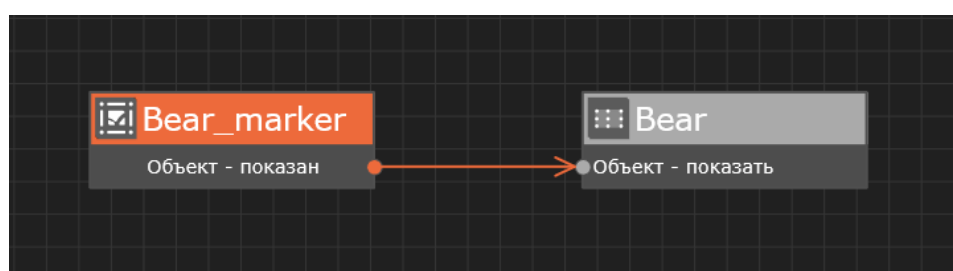 Bear_marker
Объект - показан
Bear
Объект - показать